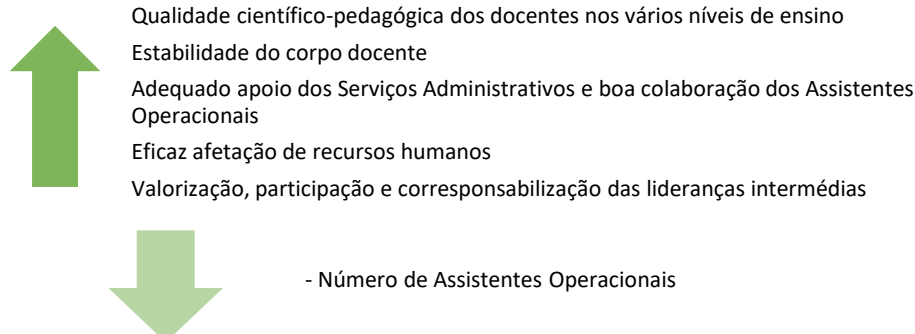 Qualidade científico-pedagógica dos docentes nos vários níveis de ensino
Estabilidade do corpo docente
Adequado apoio dos Serviços Administrativos e boa colaboração dos Assistentes
Operacionais
Eficaz afetação de recursos humanos
Valorização, participação e corresponsabilização das lideranças intermédias
- Número de Assistentes Operacionais